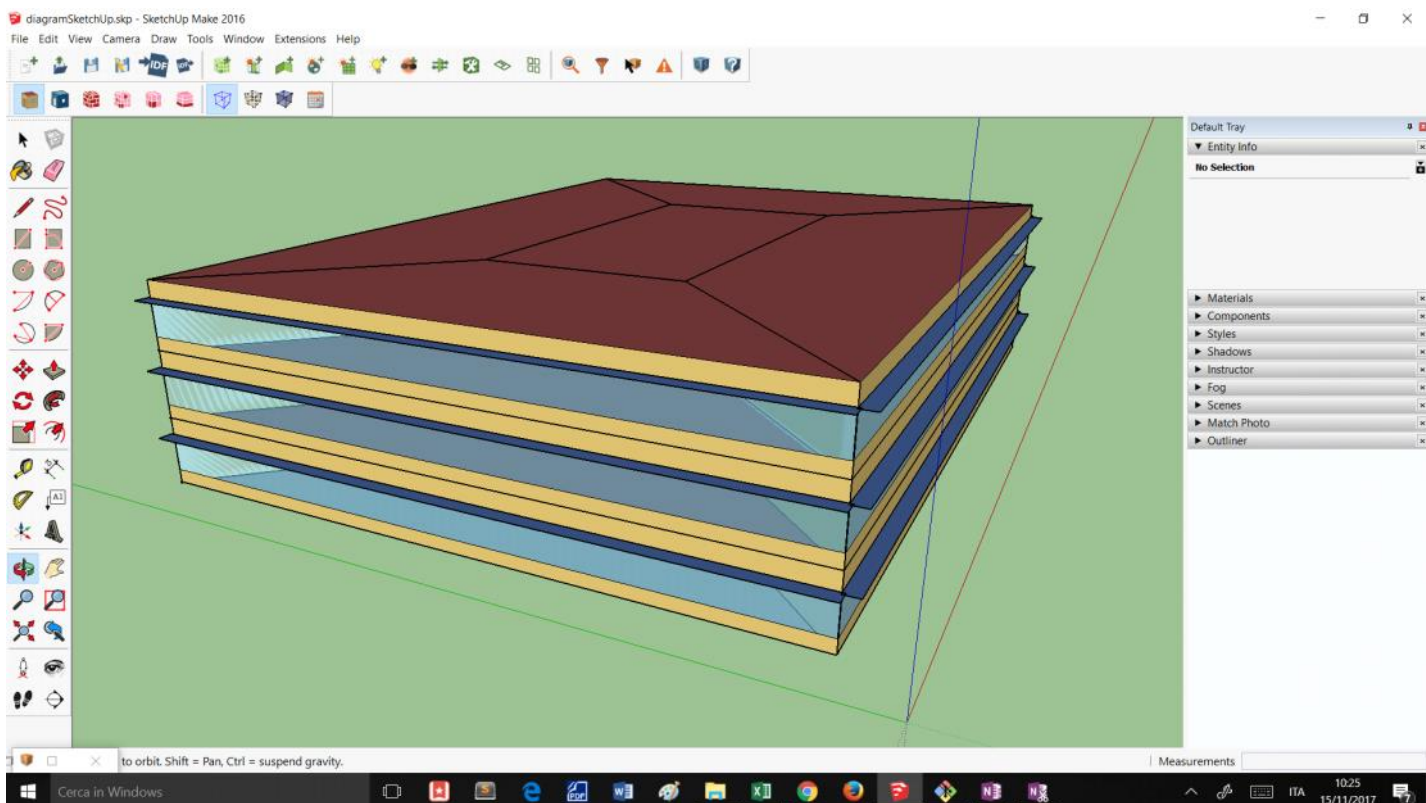 diagramSketchUp.skp - SketchUp Make 2016
File Edit View Camera Draw Tools Window Extensions Help
IDF
Default Tray
Entity Info
No Selection
Materials
Components
Styles
Shadows
Instructor
Fog
Scenes
Match Photo
Outliner
A1
to orbit. Shift = Pan, Ctrl = suspend gravity.
Measurements
Cerca in Windows
ITA
10:25
15/11/2017